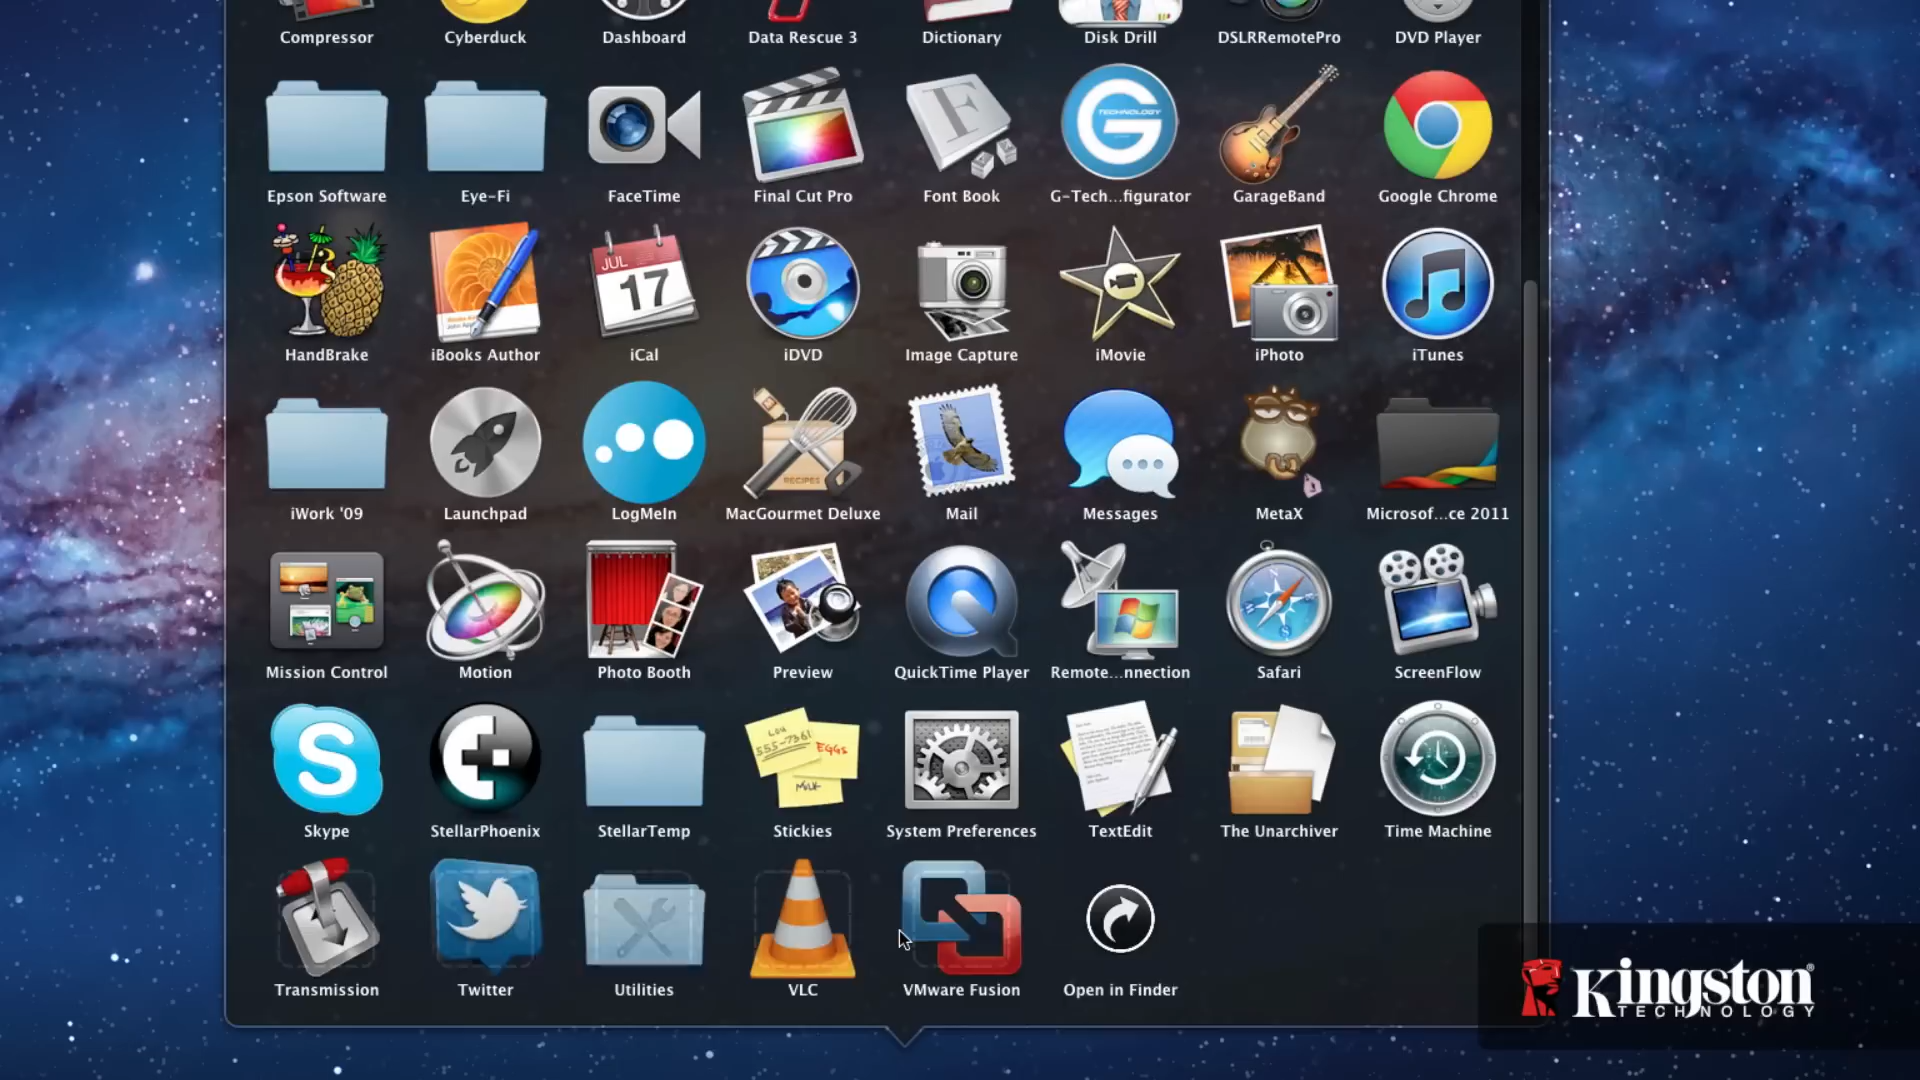 Compressor
Cyberduck
Dashboard
Data Rescue 3
Dictionary
Disk Drill
DSLRRemotePro
DVD Player
F
TECHNOLOGY
G
Epson Software
Eye-Fi
FaceTime
Final Cut Pro
Font Book
G-Tech...figurator
GarageBand
Google Chrome
JUL
17
HandBrake
iBooks Author
iCal
iDVD
Image Capture
iMovie
iPhoto
iTunes
RECIPES
iWork '09
Launchpad
LogMeIn
MacGourmet Deluxe
Mail
Messages
MetaX
Microsof...ce 2011
Mission Control
Motion
Photo Booth
Preview
QuickTime Player
Remote...nnection
Safari
ScreenFlow
S
555-7361
EGGS
MILK
Skype
StellarPhoenix
StellarTemp
Stickies
System Preferences
TextEdit
The Unarchiver
Time Machine
Transmission
Twitter
Utilities
VLC
VMware Fusion
Open in Finder
Kingston®
TECHNOLOGY